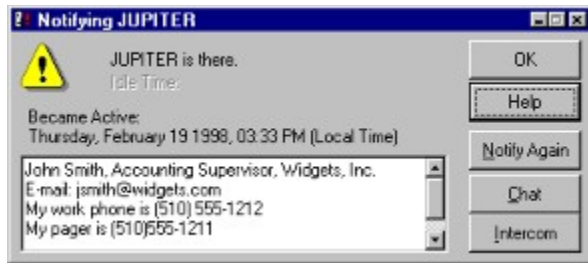 Notifying JUPITER
JUPITER is there.
Idle Time:
Became Active:
Thursday, February 19 1998, 03:33 PM (Local Time)
John Smith, Accounting Supervisor, Widgets, Inc.
E-mail: jsmith@widgets.com
My work phone is (510) 555-1212
My pager is (510)555-1211
OK
Help
Notify Again
Chat
Intercom